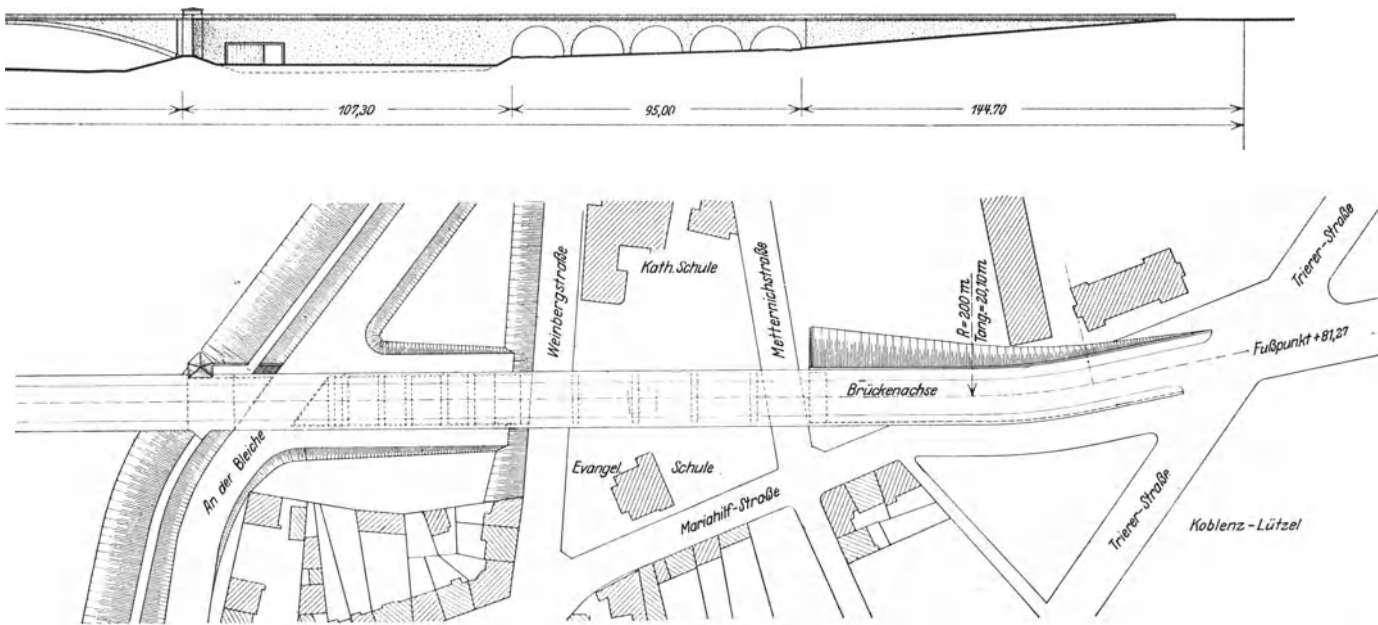 107,30
95,00
144.70
Weinbergstraße
Kath. Schule
Metternichstraße
R=200 m
Tang.=20,10 m
Trierer-Straße
Fußpunkt +81,27
Brückenachse
An der Bleiche
Evangel. Schule
Mariahilf-Straße
Trierer-Straße
Koblenz-Lützel